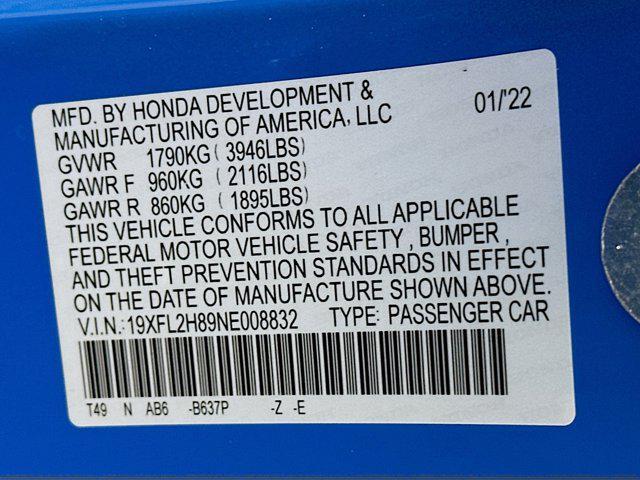 MFD. BY HONDA DEVELOPMENT &
MANUFACTURING OF AMERICA, LLC 01/'22
GVWR 1790KG ( 3946LBS)
GAWR F 960KG ( 2116LBS)
GAWR R 860KG ( 1895LBS)
THIS VEHICLE CONFORMS TO ALL APPLICABLE
FEDERAL MOTOR VEHICLE SAFETY , BUMPER ,
AND THEFT PREVENTION STANDARDS IN EFFECT
ON THE DATE OF MANUFACTURE SHOWN ABOVE.
V.I.N.:19XFL2H89NE008832 TYPE: PASSENGER CAR
T49 N AB6 -B637P -Z -E